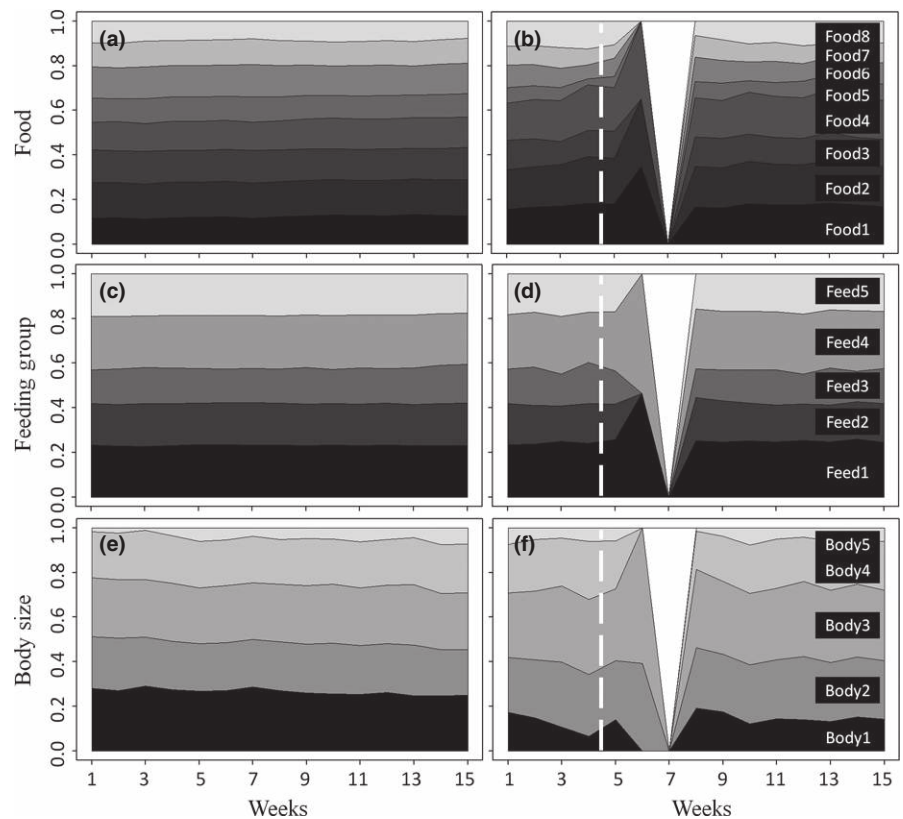 (a)
(b)
Food
0.0 0.2 0.4 0.6 0.8 1.0
Food8
Food7
Food6
Food5
Food4
Food3
Food2
Food1
(c)
(d)
Feeding group
0.0 0.2 0.4 0.6 0.8 1.0
Feed5
Feed4
Feed3
Feed2
Feed1
(e)
(f)
Body size
0.0 0.2 0.4 0.6 0.8 1.0
Body5
Body4
Body3
Body2
Body1
1 3 5 7 9 11 13 15
1 3 5 7 9 11 13 15
Weeks
Weeks